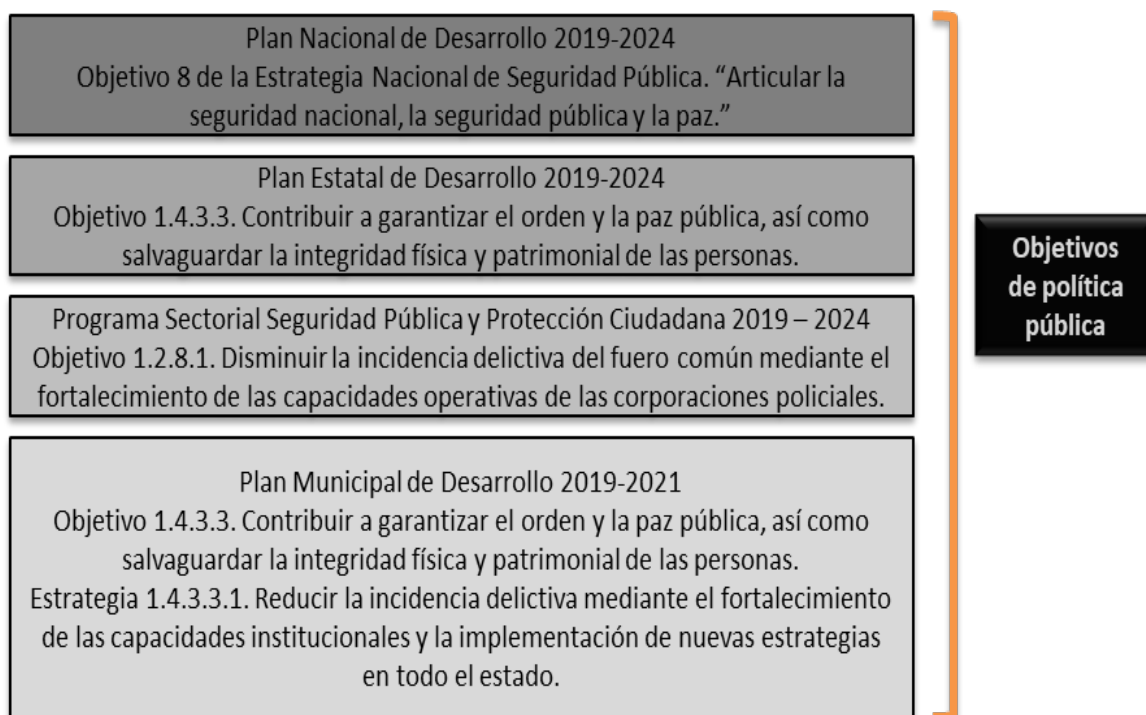 Plan Nacional de Desarrollo 2019-2024
Objetivo 8 de la Estrategia Nacional de Seguridad Pública. “Articular la
seguridad nacional, la seguridad pública y la paz.”
Plan Estatal de Desarrollo 2019-2024
Objetivo 1.4.3.3. Contribuir a garantizar el orden y la paz pública, así como
salvaguardar la integridad física y patrimonial de las personas.
Programa Sectorial Seguridad Pública y Protección Ciudadana 2019 – 2024
Objetivo 1.2.8.1. Disminuir la incidencia delictiva del fuero común mediante el
fortalecimiento de las capacidades operativas de las corporaciones policiales.
Plan Municipal de Desarrollo 2019-2021
Objetivo 1.4.3.3. Contribuir a garantizar el orden y la paz pública, así como
salvaguardar la integridad física y patrimonial de las personas.
Estrategia 1.4.3.3.1. Reducir la incidencia delictiva mediante el fortalecimiento
de las capacidades institucionales y la implementación de nuevas estrategias
en todo el estado.
Objetivos
de política
pública